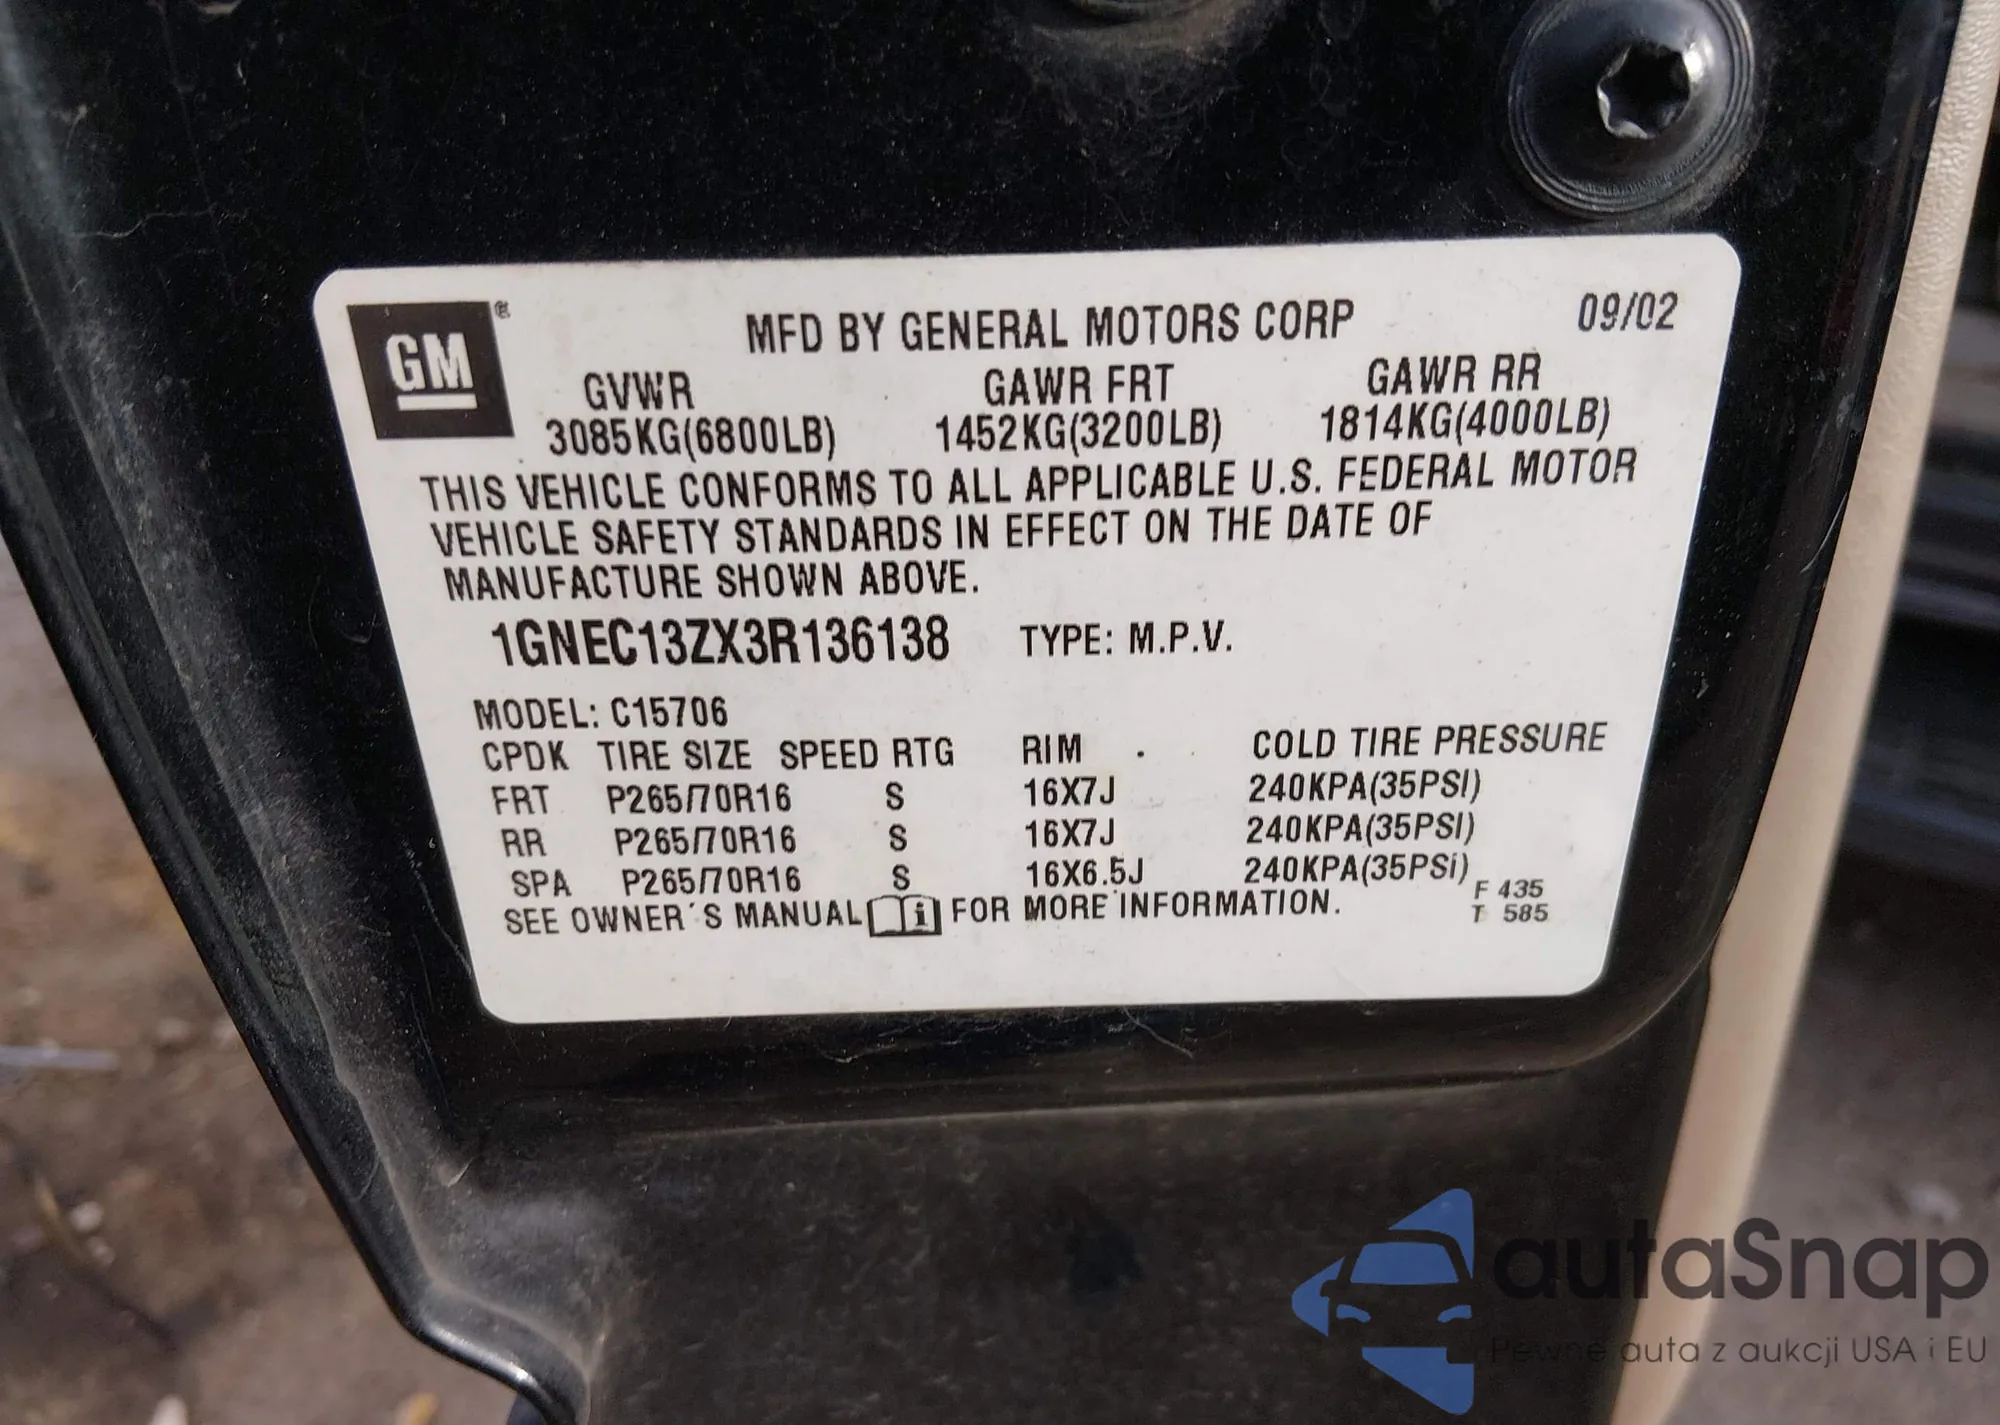 GM ®
MFD BY GENERAL MOTORS CORP 09/02
GVWR GAWR FRT GAWR RR
3085KG(6800LB) 1452KG(3200LB) 1814KG(4000LB)
THIS VEHICLE CONFORMS TO ALL APPLICABLE U.S. FEDERAL MOTOR
VEHICLE SAFETY STANDARDS IN EFFECT ON THE DATE OF
MANUFACTURE SHOWN ABOVE.
1GNEC13ZX3R136138 TYPE: M.P.V.
MODEL: C15706
CPDK TIRE SIZE SPEED RTG RIM COLD TIRE PRESSURE
FRT P265/70R16 S 16X7J 240KPA(35PSI)
RR P265/70R16 S 16X7J 240KPA(35PSI)
SPA P265/70R16 S 16X6.5J 240KPA(35PSi)
SEE OWNER´S MANUAL i FOR MORE INFORMATION.
F 435
T 585
autaSnap
Pewne auta z aukcji USA i EU